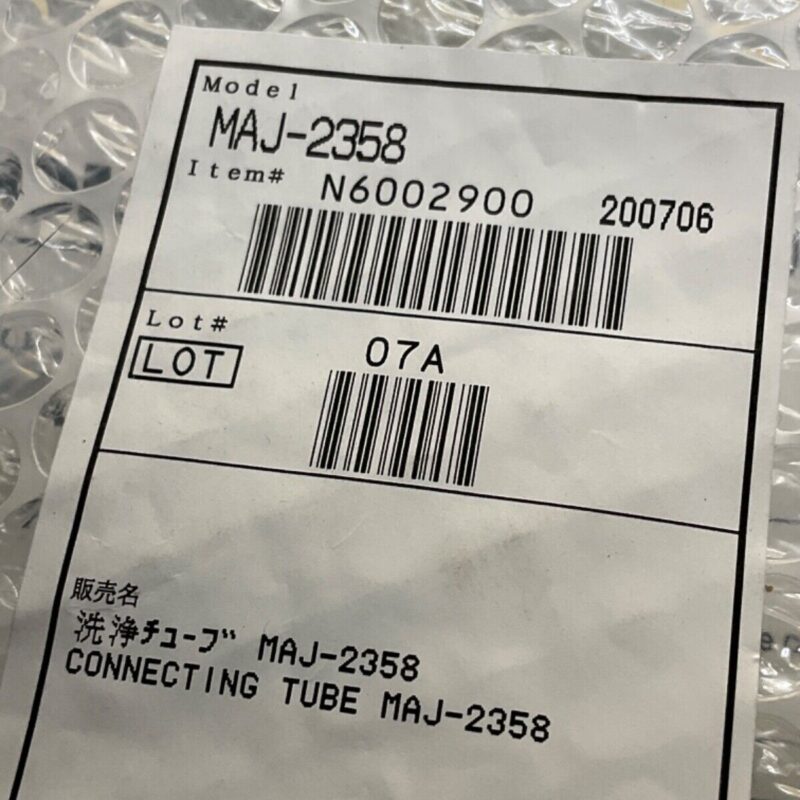 Model
MAJ-2358
Item# N6002900 200706
Lot#
LOT 07A
販売名
洗浄チューブ MAJ-2358
CONNECTING TUBE MAJ-2358